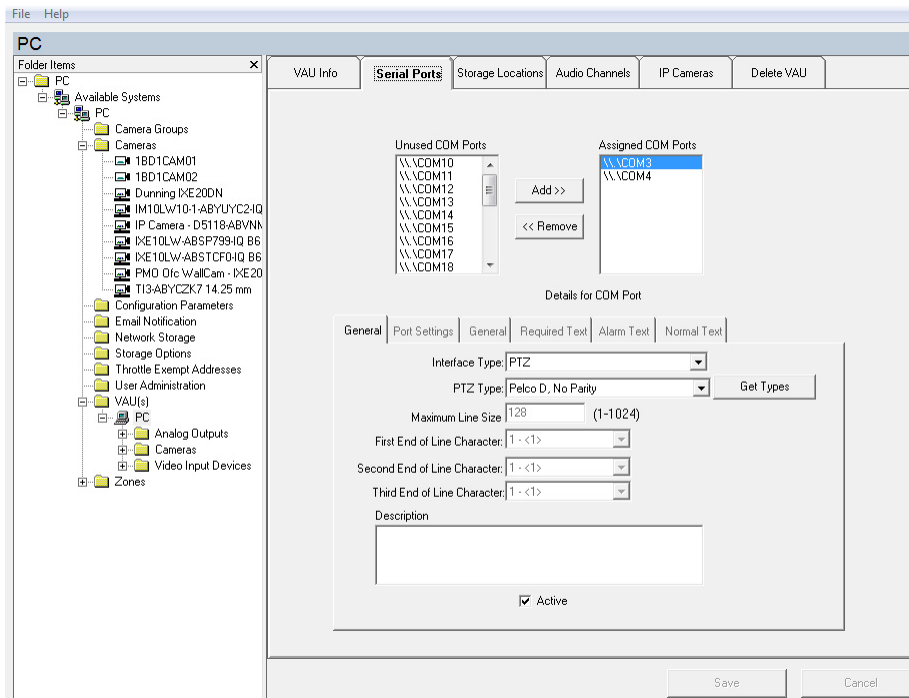 File Help
PC
Folder Items
PC
Available Systems
PC
Camera Groups
Cameras
1BD1CAM01
1BD1CAM02
Dunning IXE20DN
IM10LW10-1-ABYUYC2-IQ
IP Camera - D5118-ABVNN
IXE10LW-ABSP799-IQ B6
IXE10LW-ABSTCF0-IQ B6
PMO Ofc WallCam - IXE20
TI3-ABYCZK7 14.25 mm
Configuration Parameters
Email Notification
Network Storage
Storage Options
Throttle Exempt Addresses
User Administration
VAU(s)
PC
Analog Outputs
Cameras
Video Input Devices
Zones
VAU Info Serial Ports Storage Locations Audio Channels IP Cameras Delete VAU
Unused COM Ports
\\.\COM10
\\.\COM11
\\.\COM12
\\.\COM13
\\.\COM14
\\.\COM15
\\.\COM16
\\.\COM17
\\.\COM18
Add >>
<< Remove
Assigned COM Ports
\\.\COM3
\\.\COM4
Details for COM Port
General Port Settings General Required Text Alarm Text Normal Text
Interface Type: PTZ
PTZ Type: Pelco D, No Parity Get Types
Maximum Line Size 128 (1-1024)
First End of Line Character: 1 - <1>
Second End of Line Character: 1 - <1>
Third End of Line Character: 1 - <1>
Description
Active
Save Cancel